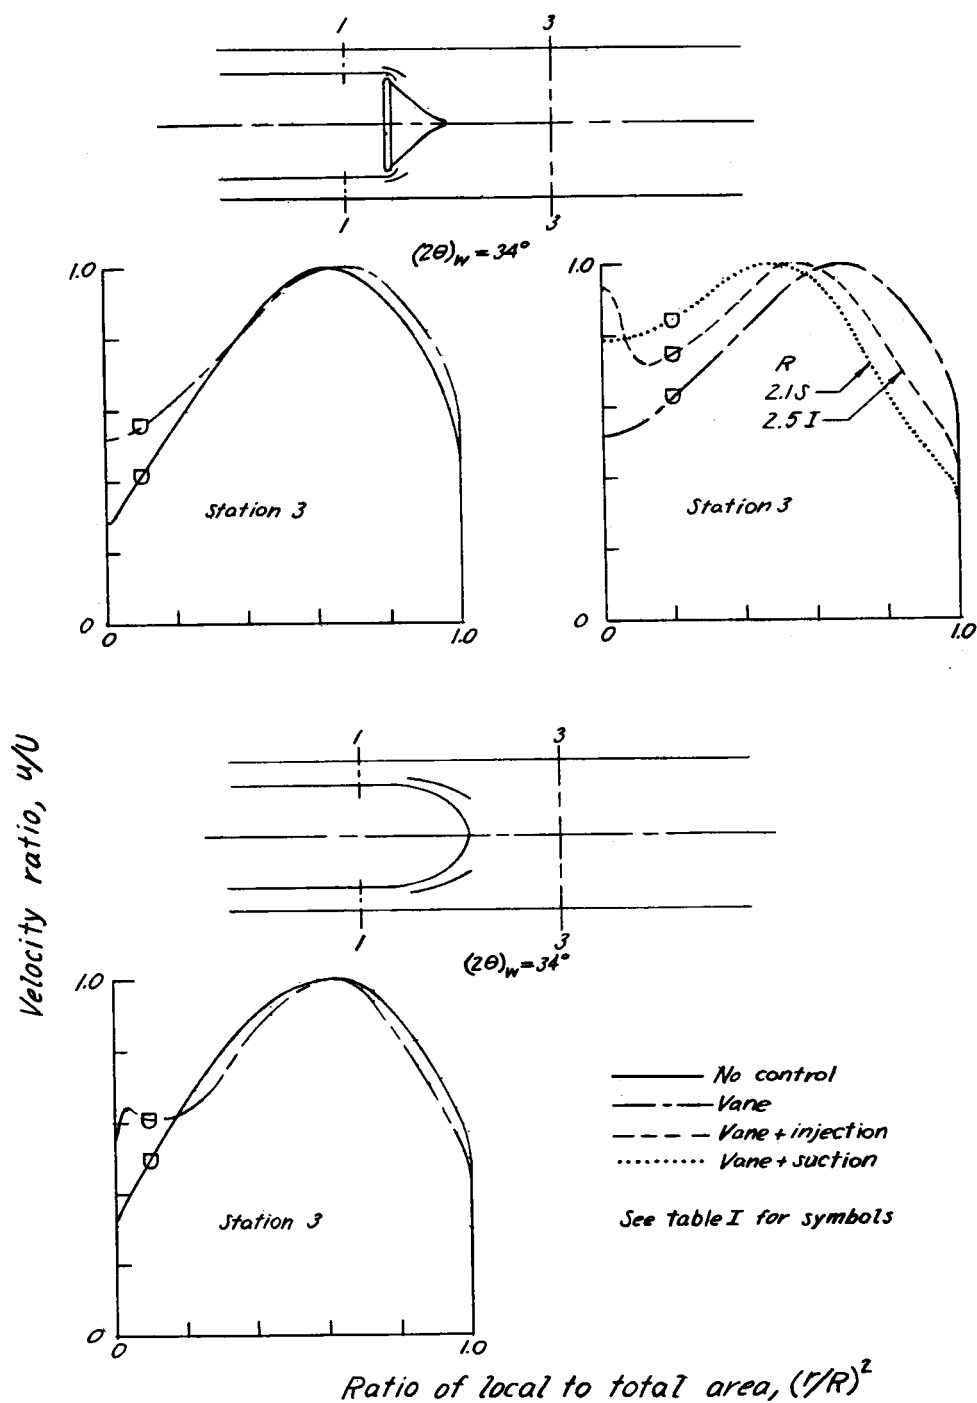 1
3
1
3
(2θ)w = 34°
1.0
Station 3
0
0
1.0
1.0
R
2.1 S
2.5 I
Station 3
0
0
1.0
Velocity ratio, u/U
1
3
1
3
(2θ)w = 34°
1.0
Station 3
0
0
1.0
No control
Vane
Vane + injection
Vane + suction
See table I for symbols
Ratio of local to total area, (r/R)²